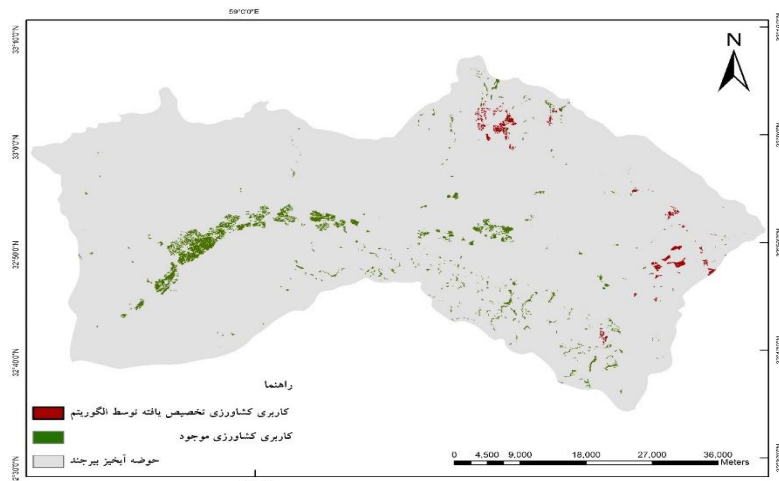 59°0'0"E
33°10'0"N
33°0'0"N
32°50'0"N
32°40'0"N
32°30'0"N
N
راهنما
کاربری کشاورزی تخصیص یافته توسط الگوریتم
کاربری کشاورزی موجود
حوضه آبخیز بیرجند
0 4,500 9,000 18,000 27,000 36,000
Meters